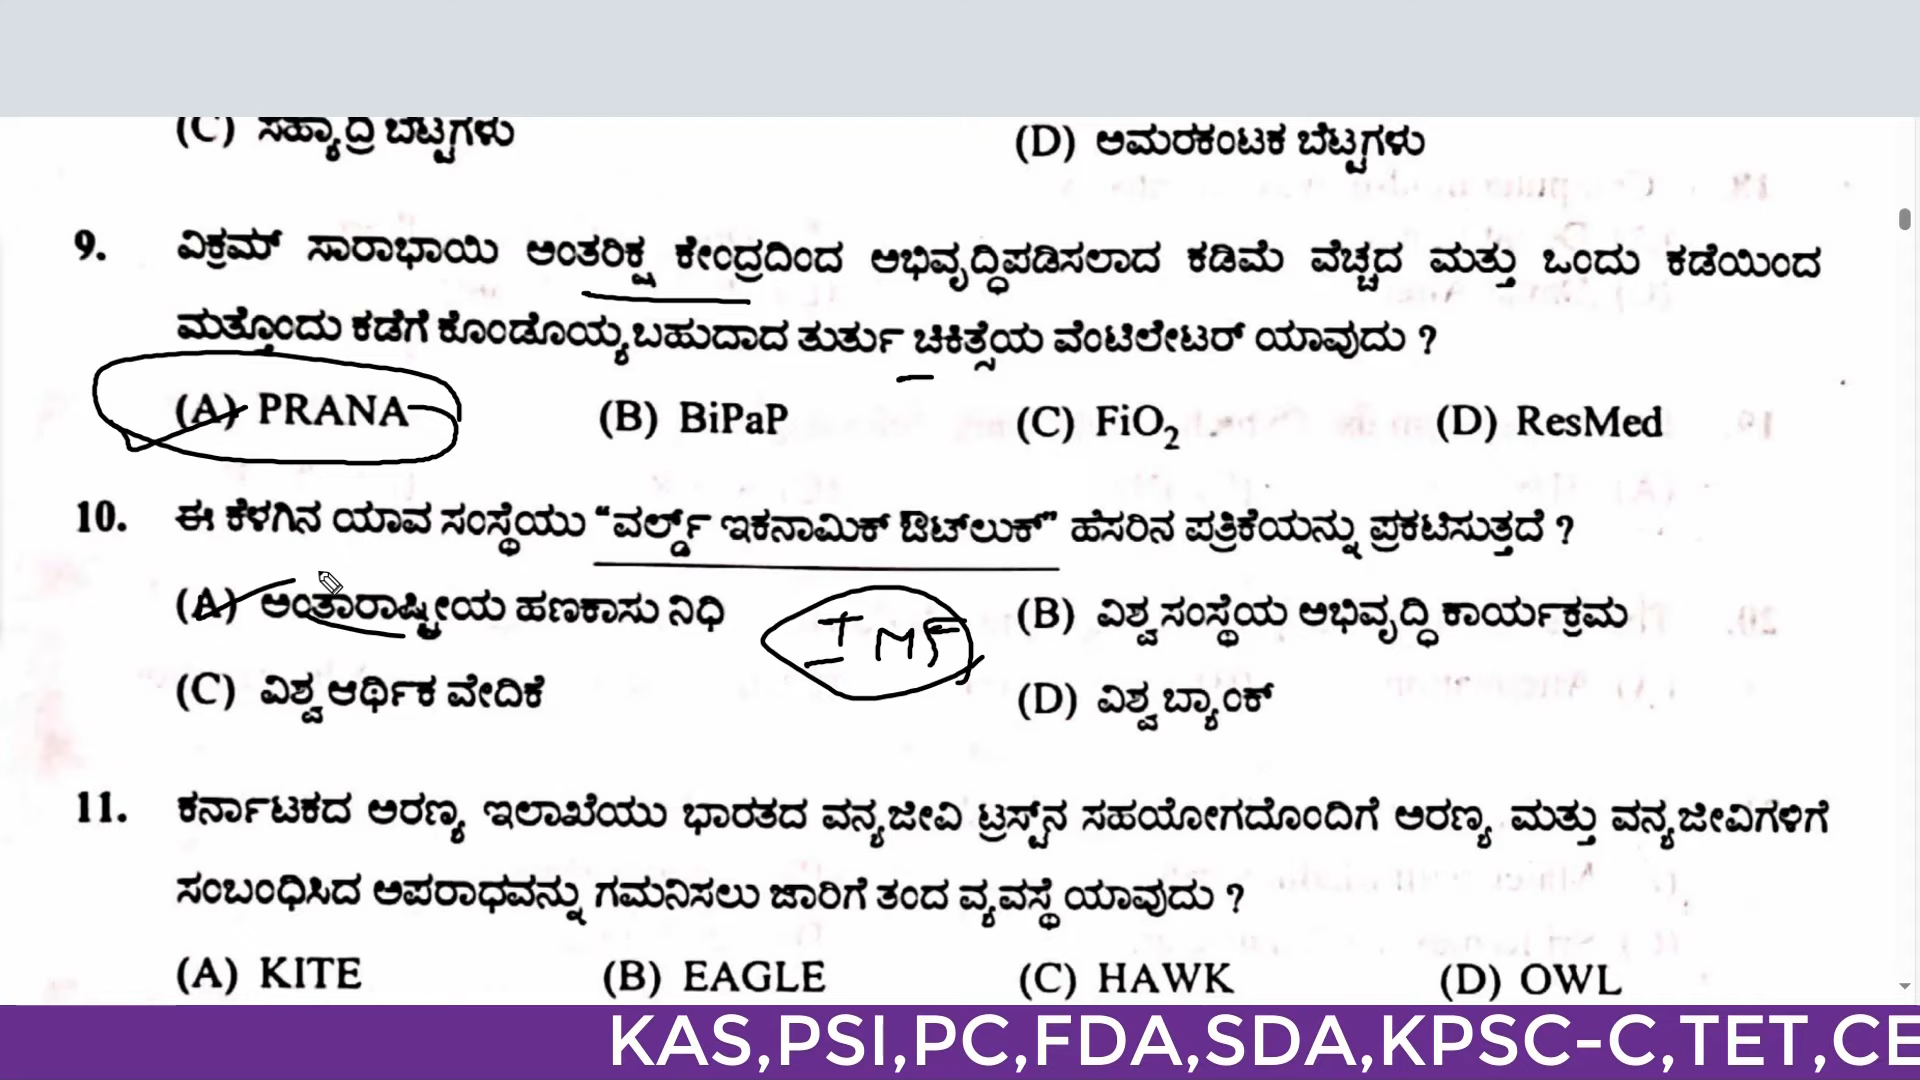 (C) ಸಹ್ಯಾದ್ರಿ ಬೆಟ್ಟಗಳು (D) ಅಮರಕಂಟಕ ಬೆಟ್ಟಗಳು
9. ವಿಕ್ರಮ್ ಸಾರಾಭಾಯಿ ಅಂತರಿಕ್ಷ ಕೇಂದ್ರದಿಂದ ಅಭಿವೃದ್ಧಿಪಡಿಸಲಾದ ಕಡಿಮೆ ವೆಚ್ಚದ ಮತ್ತು ಒಂದು ಕಡೆಯಿಂದ
ಮತ್ತೊಂದು ಕಡೆಗೆ ಕೊಂಡೊಯ್ಯಬಹುದಾದ ತುರ್ತು ಚಿಕಿತ್ಸೆಯ ವೆಂಟಿಲೇಟರ್ ಯಾವುದು ?
(A) PRANA (B) BiPaP (C) FiO₂ (D) ResMed
10. ಈ ಕೆಳಗಿನ ಯಾವ ಸಂಸ್ಥೆಯು “ವರ್ಲ್ಡ್ ಇಕನಾಮಿಕ್ ಔಟ್‌ಲುಕ್” ಹೆಸರಿನ ಪತ್ರಿಕೆಯನ್ನು ಪ್ರಕಟಿಸುತ್ತದೆ ?
(A) ಅಂತಾರಾಷ್ಟ್ರೀಯ ಹಣಕಾಸು ನಿಧಿ IMF (B) ವಿಶ್ವಸಂಸ್ಥೆಯ ಅಭಿವೃದ್ಧಿ ಕಾರ್ಯಕ್ರಮ
(C) ವಿಶ್ವ ಆರ್ಥಿಕ ವೇದಿಕೆ (D) ವಿಶ್ವ ಬ್ಯಾಂಕ್
11. ಕರ್ನಾಟಕದ ಅರಣ್ಯ ಇಲಾಖೆಯು ಭಾರತದ ವನ್ಯಜೀವಿ ಟ್ರಸ್ಟ್‌ನ ಸಹಯೋಗದೊಂದಿಗೆ ಅರಣ್ಯ ಮತ್ತು ವನ್ಯಜೀವಿಗಳಿಗೆ
ಸಂಬಂಧಿಸಿದ ಅಪರಾಧವನ್ನು ಗಮನಿಸಲು ಜಾರಿಗೆ ತಂದ ವ್ಯವಸ್ಥೆ ಯಾವುದು ?
(A) KITE (B) EAGLE (C) HAWK (D) OWL
KAS,PSI,PC,FDA,SDA,KPSC-C,TET,CE